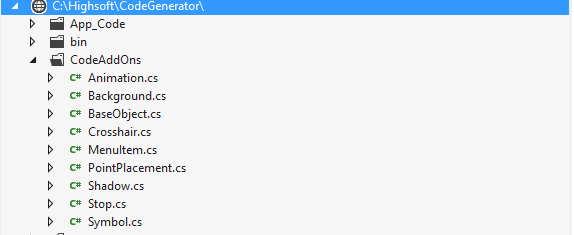 C:\Highsoft\CodeGenerator\
App_Code
bin
CodeAddOns
C# Animation.cs
C# Background.cs
C# BaseObject.cs
C# Crosshair.cs
C# MenuItem.cs
C# PointPlacement.cs
C# Shadow.cs
C# Stop.cs
C# Symbol.cs